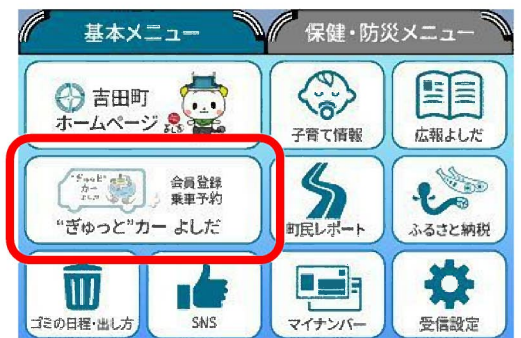 基本メニュー
保健・防災メニュー
吉田町
ホームページ
子育て情報
広報よしだ
会員登録
乗車予約
“ぎゅっと”カー よしだ
町民レポート
ふるさと納税
ゴミの日程・出し方
SNS
マイナンバー
受信設定